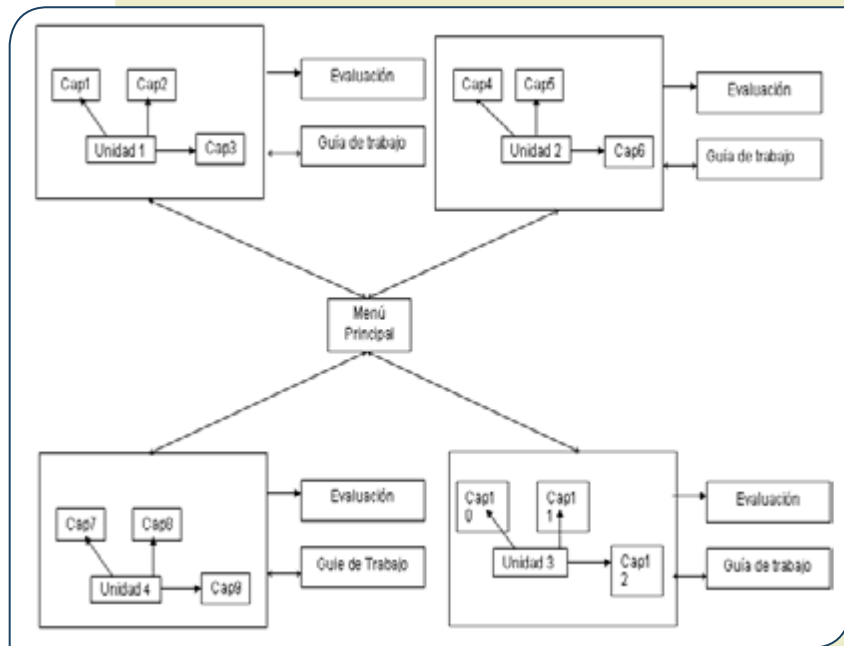 Cap1
Cap2
Unidad 1
Cap3
Evaluación
Guía de trabajo
Cap4
Cap5
Unidad 2
Cap6
Evaluación
Guía de trabajo
Menú
Principal
Cap7
Cap8
Unidad 4
Cap9
Evaluación
Guie de Trabajo
Cap1
0
Cap1
1
Unidad 3
Cap1
2
Evaluación
Guía de trabajo